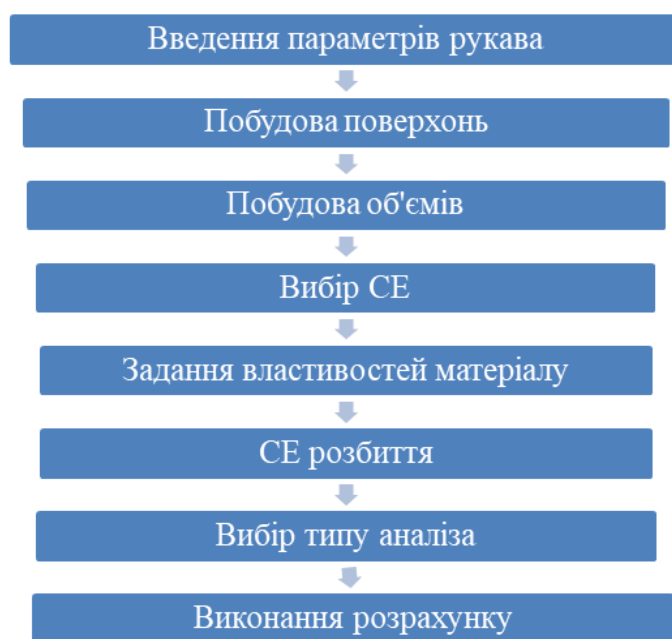 Введення параметрів рукава
Побудова поверхонь
Побудова об'ємів
Вибір СЕ
Задання властивостей матеріалу
СЕ розбиття
Вибір типу аналіза
Виконання розрахунку